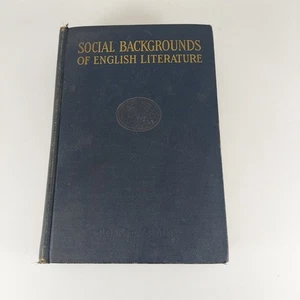 SOCIAL BACKGROUNDS
OF ENGLISH LITERATURE